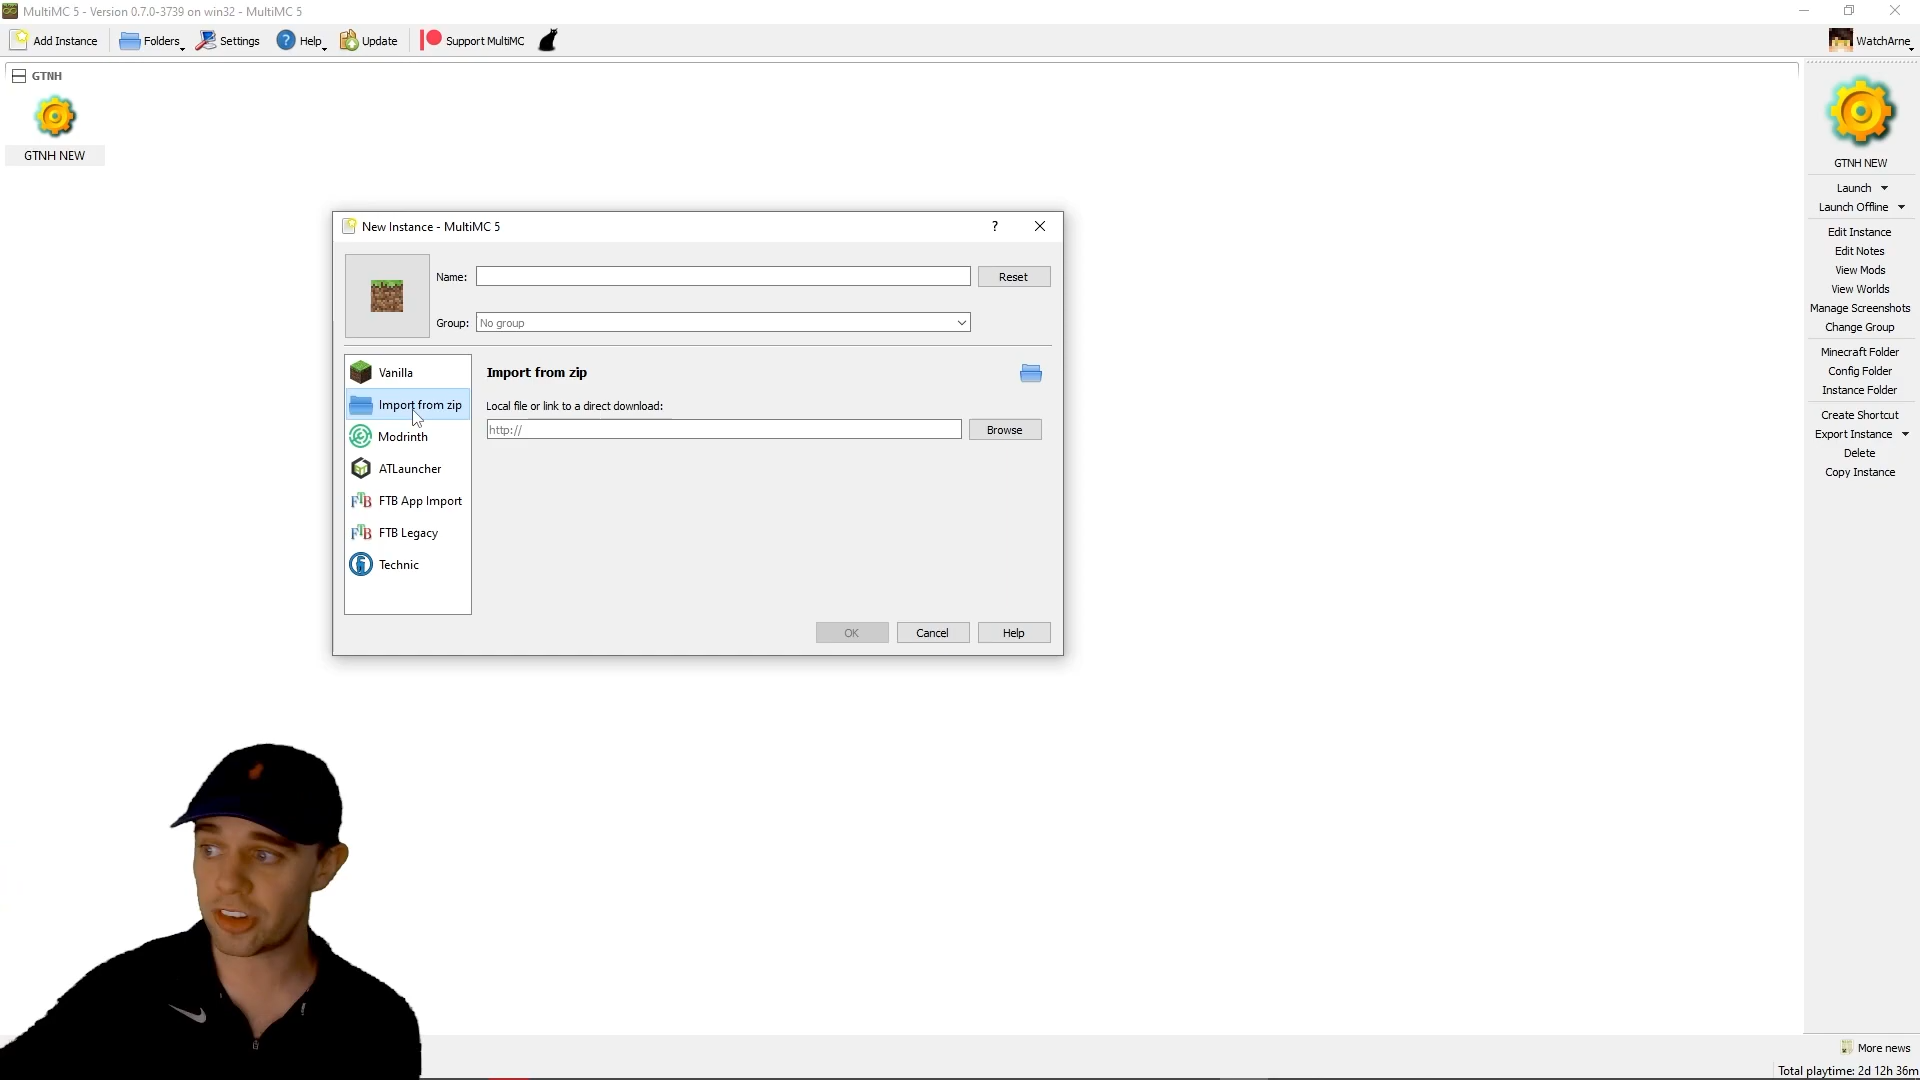 MultiMC 5 - Version 0.7.0-3739 on win32 - MultiMC 5
Add Instance
Folders
Settings
Help
Update
Support MultiMC
WatchArne
GTNH
GTNH NEW
New Instance - MultiMC 5
?
Name:
Reset
Group:
No group
Vanilla
Import from zip
Modrinth
ATLauncher
FTB App Import
FTB Legacy
Technic
Import from zip
Local file or link to a direct download:
http://
Browse
OK
Cancel
Help
GTNH NEW
Launch
Launch Offline
Edit Instance
Edit Notes
View Mods
View Worlds
Manage Screenshots
Change Group
Minecraft Folder
Config Folder
Instance Folder
Create Shortcut
Export Instance
Delete
Copy Instance
More news
Total playtime: 2d 12h 36m